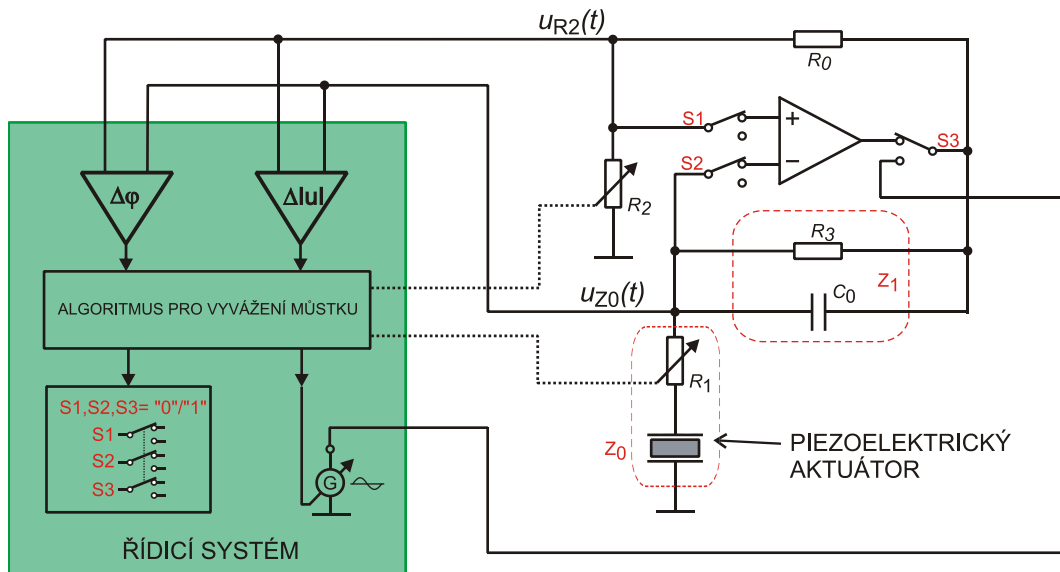 uR2(t)
R0
S1
+
S3
S2
−
Δφ
Δ|u|
R2
R3
Z1
ALGORITMUS PRO VYVÁŽENÍ MŮSTKU
uZ0(t)
C0
R1
S1,S2,S3= "0"/"1"
S1
S2
S3
G
Z0
PIEZOELEKTRICKÝ
AKTUÁTOR
ŘÍDICÍ SYSTÉM